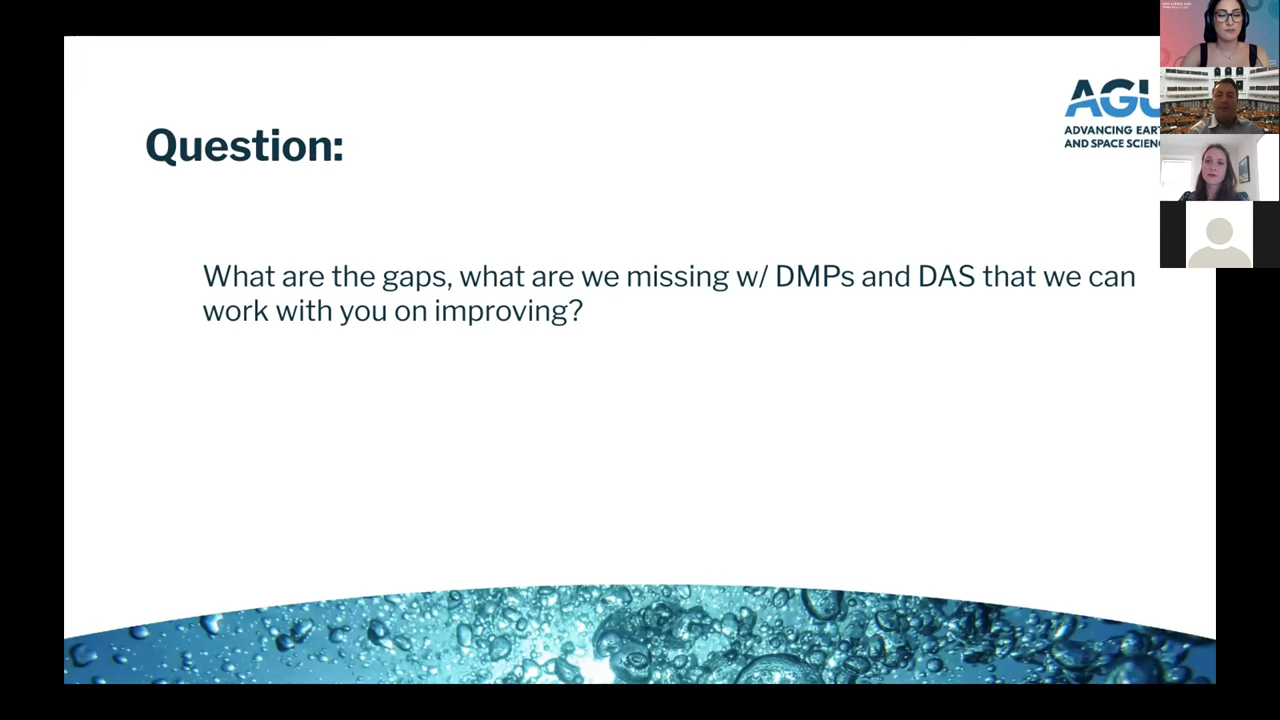 Question:
AGU
ADVANCING EART
AND SPACE SCIENC
What are the gaps, what are we missing w/ DMPs and DAS that we can
work with you on improving?